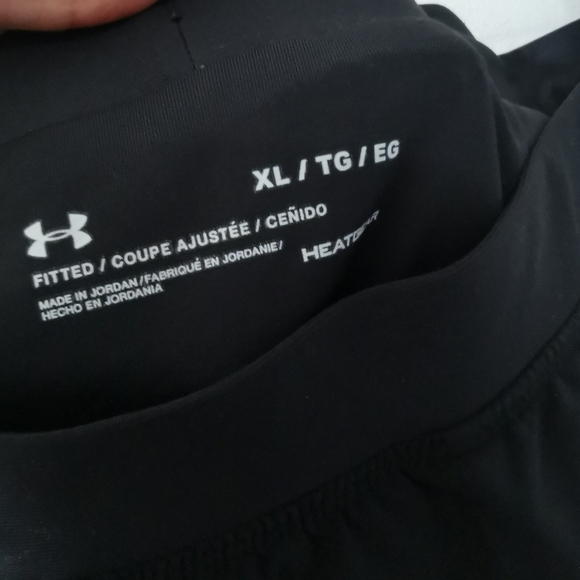 XL / TG / EG
FITTED / COUPE AJUSTÉE / CEÑIDO
HEATGEAR
MADE IN JORDAN/FABRIQUÉ EN JORDANIE/
HECHO EN JORDANIA